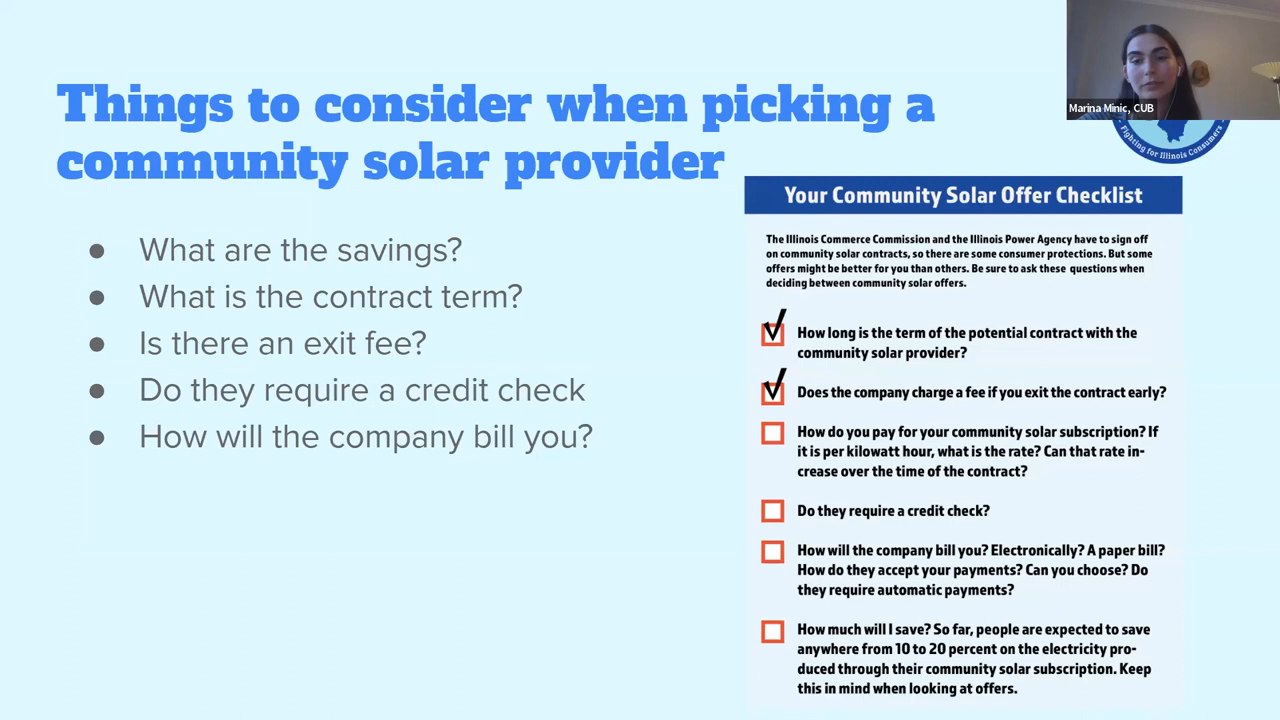 Things to consider when picking a
community solar provider
● What are the savings?
● What is the contract term?
● Is there an exit fee?
● Do they require a credit check
● How will the company bill you?
Marina Minic, CUB
Fighting for Illinois Consumers
Your Community Solar Offer Checklist
The Illinois Commerce Commission and the Illinois Power Agency have to sign off
on community solar contracts, so there are some consumer protections. But some
offers might be better for you than others. Be sure to ask these questions when
deciding between community solar offers.
How long is the term of the potential contract with the
community solar provider?
Does the company charge a fee if you exit the contract early?
How do you pay for your community solar subscription? If
it is per kilowatt hour, what is the rate? Can that rate in-
crease over the time of the contract?
Do they require a credit check?
How will the company bill you? Electronically? A paper bill?
How do they accept your payments? Can you choose? Do
they require automatic payments?
How much will I save? So far, people are expected to save
anywhere from 10 to 20 percent on the electricity pro-
duced through their community solar subscription. Keep
this in mind when looking at offers.